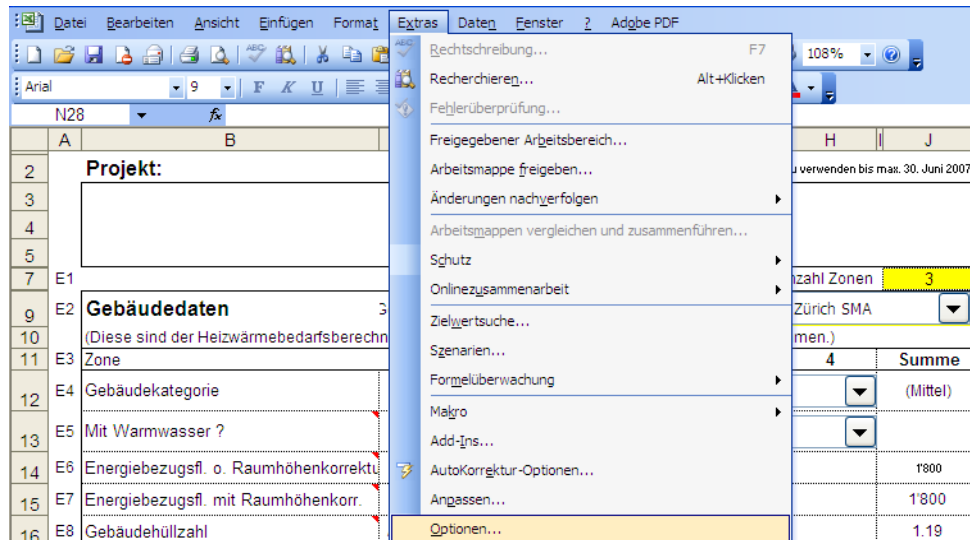 Datei Bearbeiten Ansicht Einfügen Format Extras Daten Fenster ? Adobe PDF
108%
Arial 9 F K U
N28 fx
A B H I J
2 Projekt: verwenden bis max. 30. Juni 2007
3
4
5
7 E1 nzahl Zonen 3
9 E2 Gebäudedaten Zürich SMA
10 (Diese sind der Heizwärmebedarfsberechn men.)
11 E3 Zone 4 Summe
12 E4 Gebäudekategorie (Mittel)
13 E5 Mit Warmwasser ?
14 E6 Energiebezugsfl. o. Raumhöhenkorrektu 1'800
15 E7 Energiebezugsfl. mit Raumhöhenkorr. 1'800
16 E8 Gebäudehüllzahl 1.19
Rechtschreibung... F7
Recherchieren... Alt+Klicken
Fehlerüberprüfung...
Freigegebener Arbeitsbereich...
Arbeitsmappe freigeben...
Änderungen nachverfolgen
Arbeitsmappen vergleichen und zusammenführen...
Schutz
Onlinezusammenarbeit
Zielwertsuche...
Szenarien...
Formelüberwachung
Makro
Add-Ins...
AutoKorrektur-Optionen...
Anpassen...
Optionen...